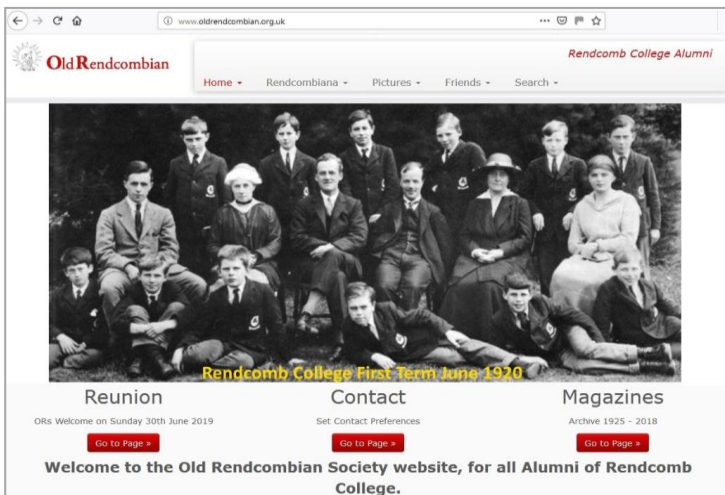 www.oldrendcombian.org.uk
Old Rendcombian
Rendcomb College Alumni
Home Rendcombiana Pictures Friends Search
Rendcomb College First Term June 1920
Reunion
ORs Welcome on Sunday 30th June 2019
Go to Page »
Contact
Set Contact Preferences
Go to Page »
Magazines
Archive 1925 - 2018
Go to Page »
Welcome to the Old Rendcombian Society website, for all Alumni of Rendcomb
College.